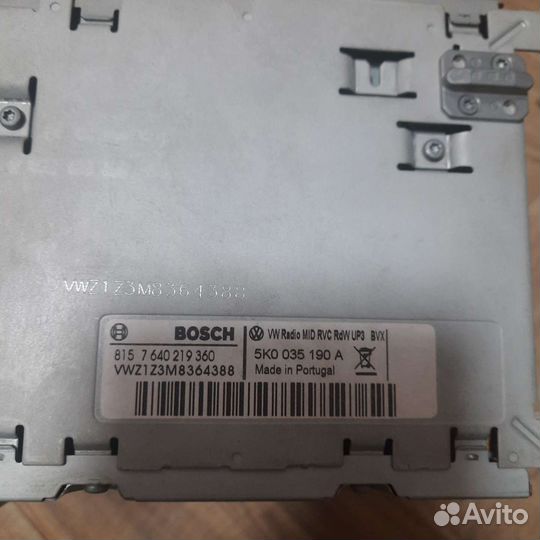 VWZ1Z3M8364388
BOSCH
VW Radio MID RVC RdW UP3 BVX
815 7 640 219 360
5K0 035 190 A
VWZ1Z3M8364388
Made in Portugal
Avito